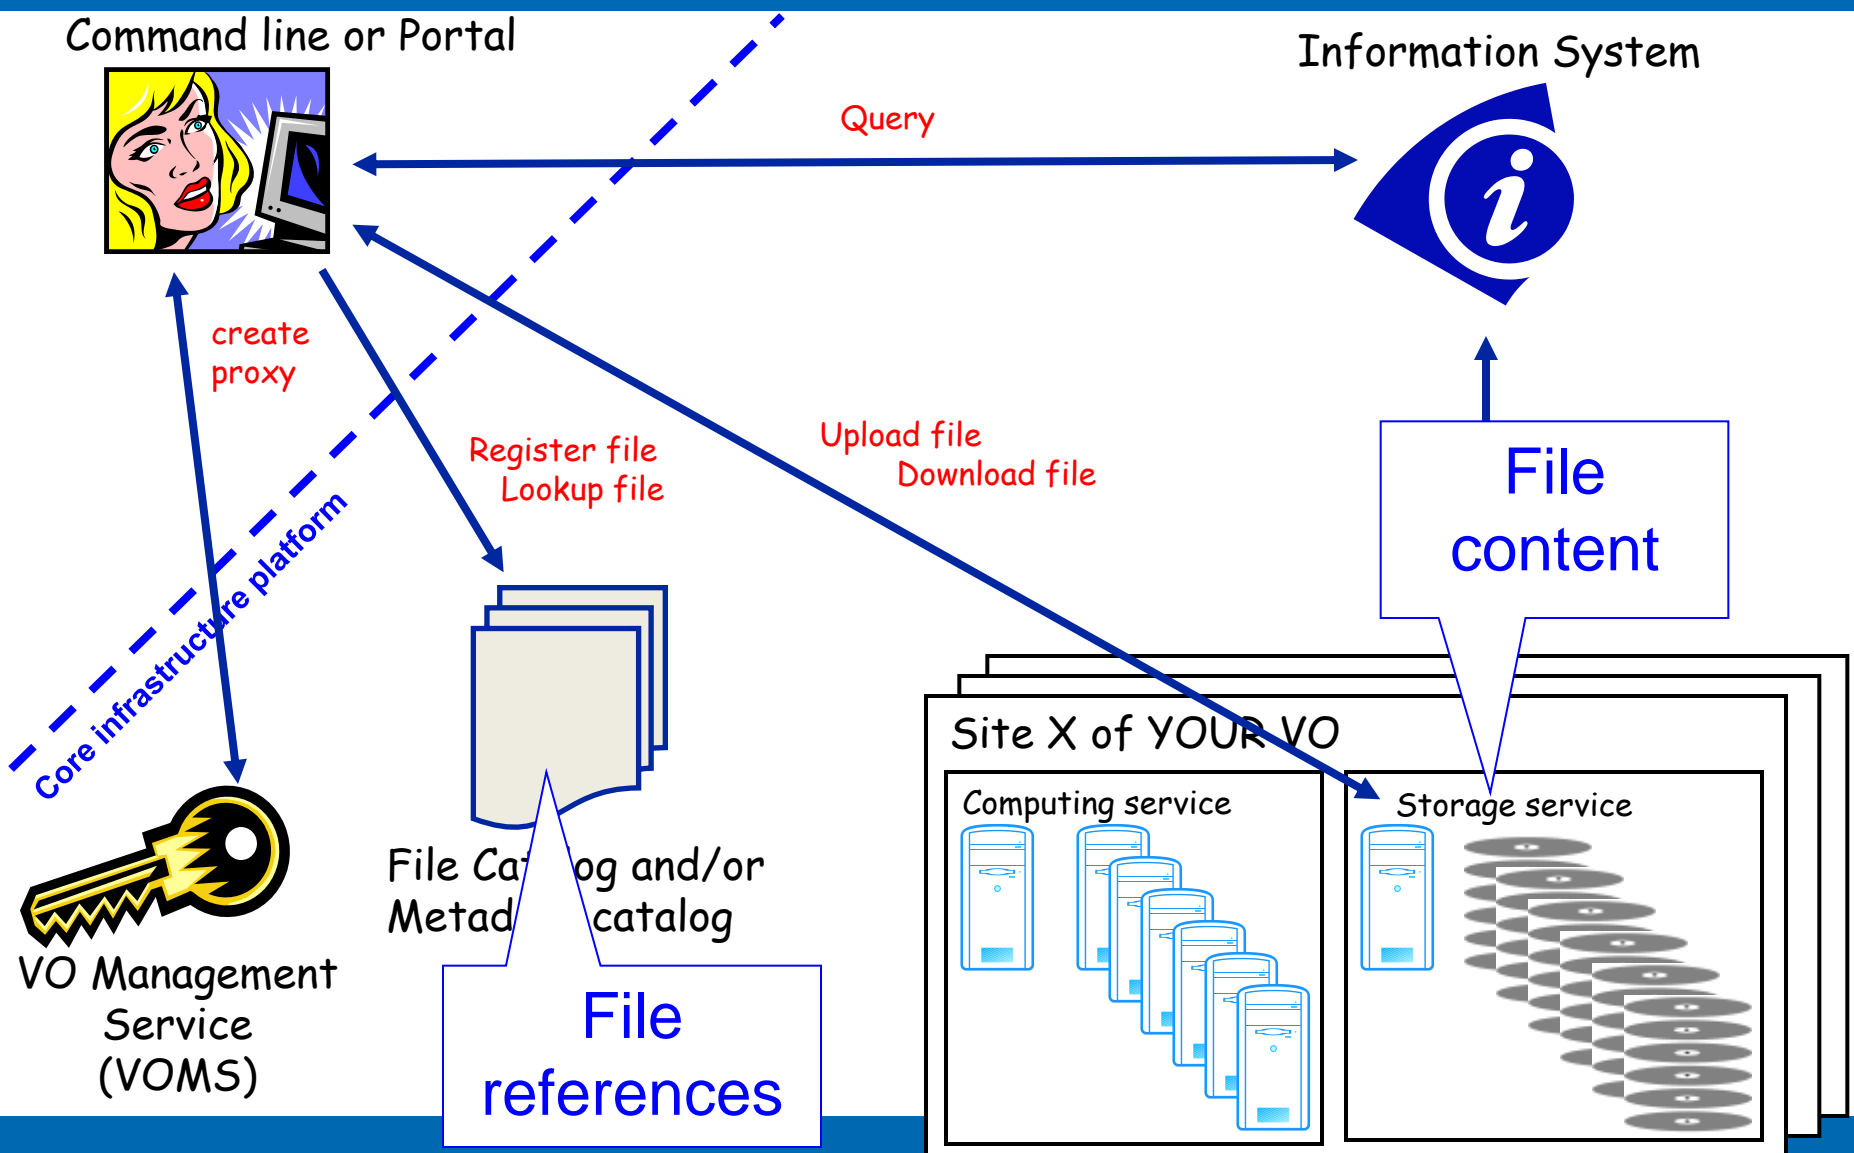 Command line or Portal
Information System
Query
create
proxy
Register file
Lookup file
Upload file
Download file
File
content
Core infrastructure platform
Site X of YOUR VO
Computing service
Storage service
File Ca og and/or
Metad catalog
VO Management
Service
(VOMS)
File
references
i